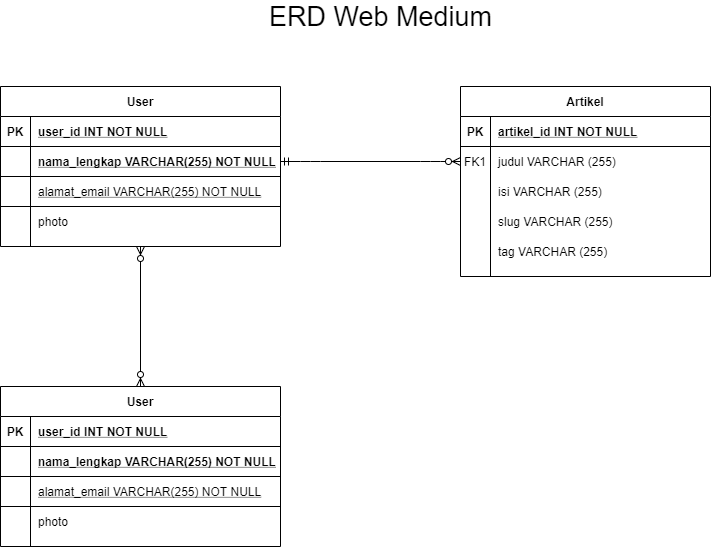 ERD Web Medium
User
PK user_id INT NOT NULL
nama_lengkap VARCHAR(255) NOT NULL
alamat_email VARCHAR(255) NOT NULL
photo
Artikel
PK artikel_id INT NOT NULL
FK1 judul VARCHAR (255)
isi VARCHAR (255)
slug VARCHAR (255)
tag VARCHAR (255)
User
PK user_id INT NOT NULL
nama_lengkap VARCHAR(255) NOT NULL
alamat_email VARCHAR(255) NOT NULL
photo